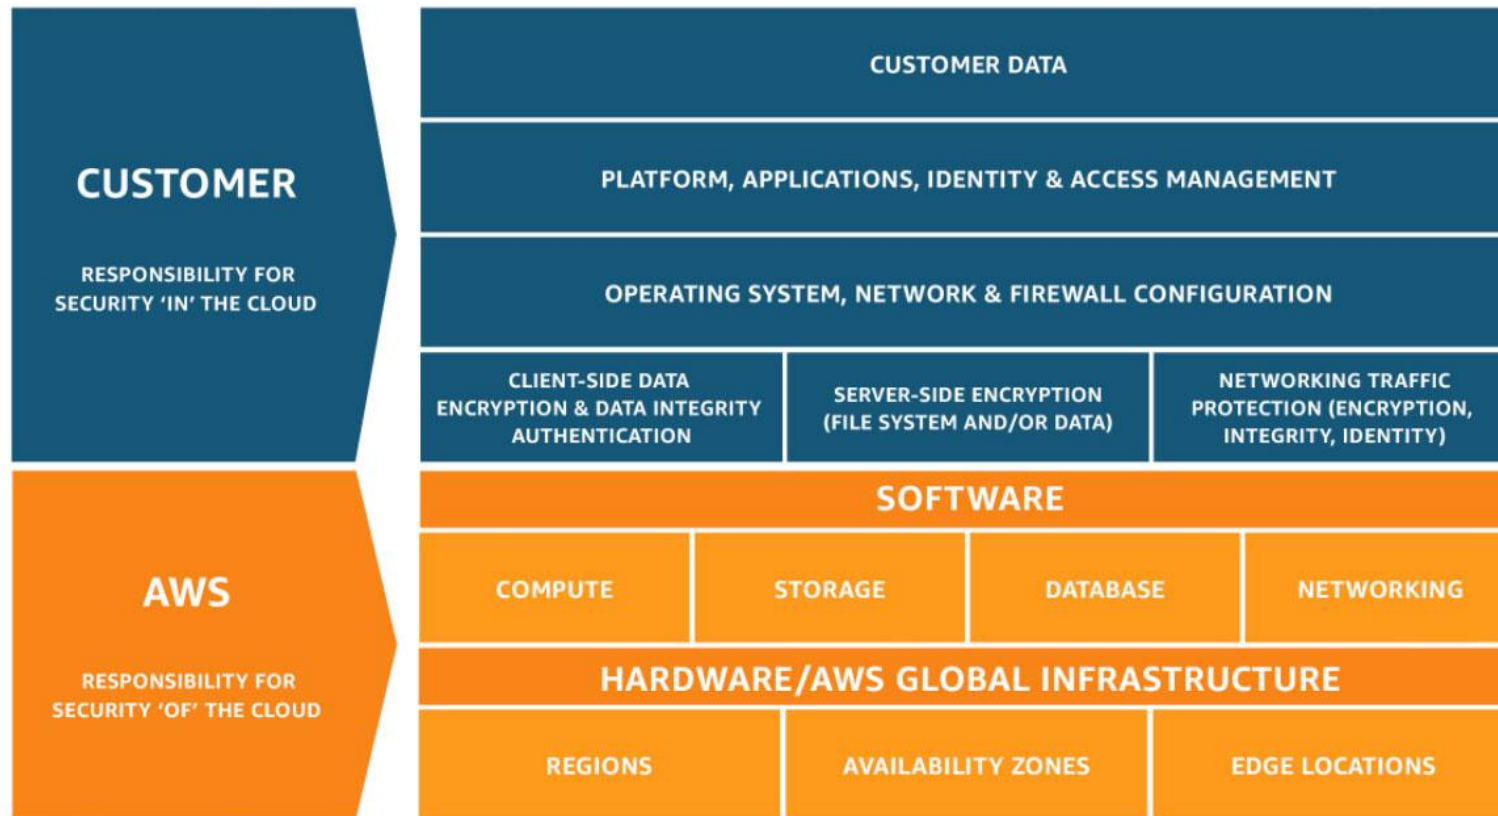 CUSTOMER
RESPONSIBILITY FOR
SECURITY ‘IN’ THE CLOUD
CUSTOMER DATA
PLATFORM, APPLICATIONS, IDENTITY & ACCESS MANAGEMENT
OPERATING SYSTEM, NETWORK & FIREWALL CONFIGURATION
CLIENT-SIDE DATA
ENCRYPTION & DATA INTEGRITY
AUTHENTICATION
SERVER-SIDE ENCRYPTION
(FILE SYSTEM AND/OR DATA)
NETWORKING TRAFFIC
PROTECTION (ENCRYPTION,
INTEGRITY, IDENTITY)
AWS
RESPONSIBILITY FOR
SECURITY ‘OF’ THE CLOUD
SOFTWARE
COMPUTE
STORAGE
DATABASE
NETWORKING
HARDWARE/AWS GLOBAL INFRASTRUCTURE
REGIONS
AVAILABILITY ZONES
EDGE LOCATIONS